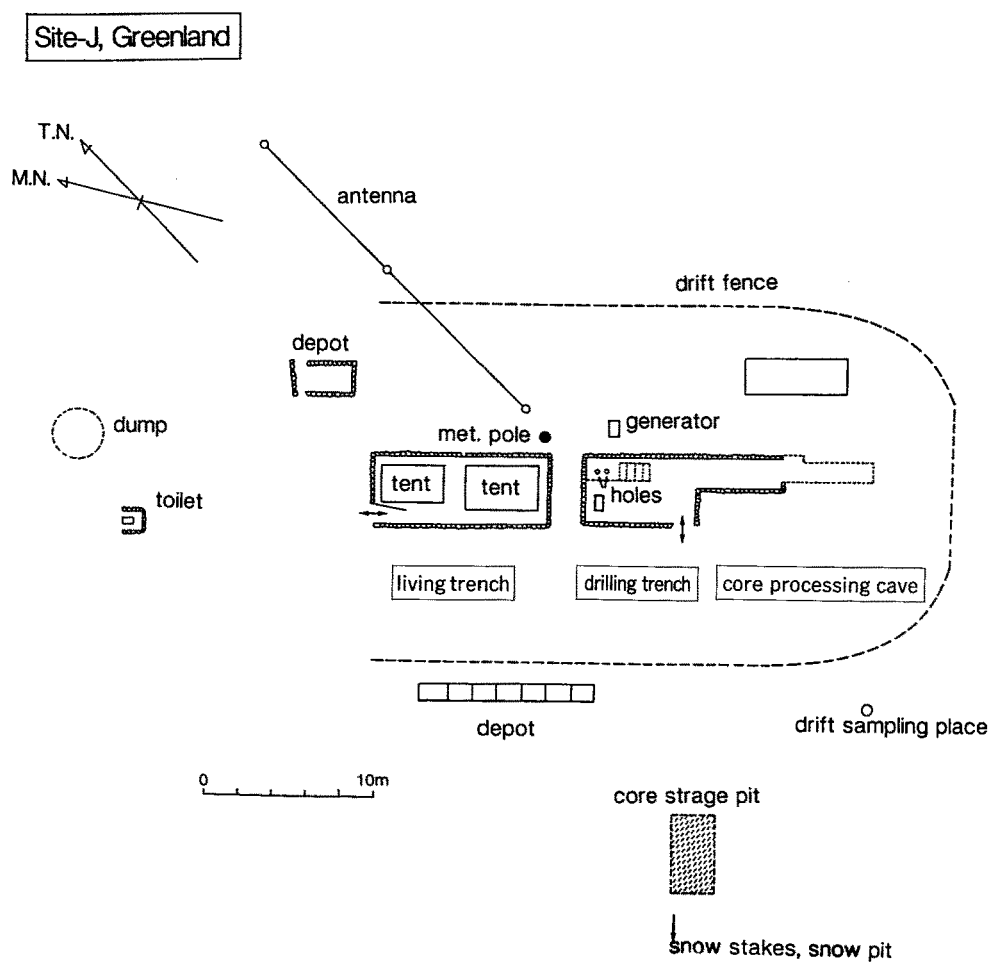 Site-J, Greenland
T.N.
M.N.
antenna
drift fence
depot
dump
met. pole
generator
tent
tent
holes
toilet
living trench
drilling trench
core processing cave
depot
drift sampling place
0
10m
core strage pit
snow stakes, snow pit